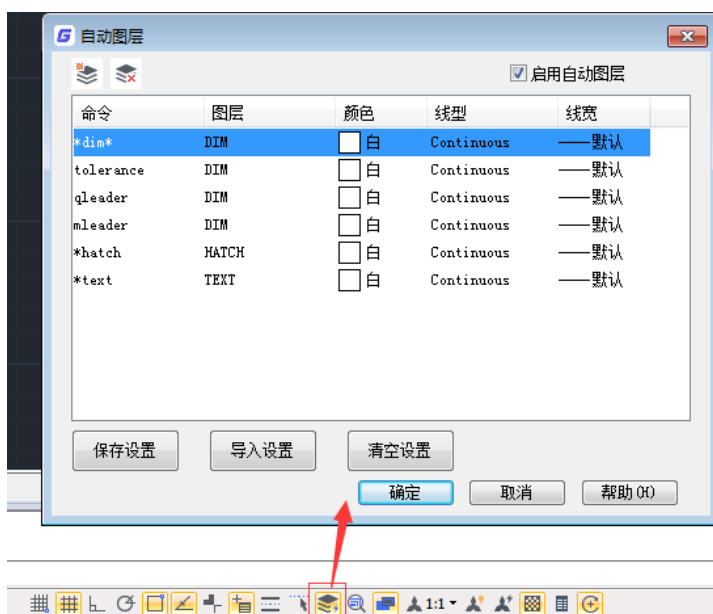 自动图层
启用自动图层
命令 图层 颜色 线型 线宽
*dim* DIM 白 Continuous ——默认
tolerance DIM 白 Continuous ——默认
qleader DIM 白 Continuous ——默认
mleader DIM 白 Continuous ——默认
*hatch HATCH 白 Continuous ——默认
*text TEXT 白 Continuous ——默认
保存设置 导入设置 清空设置
确定 取消 帮助(H)
1:1